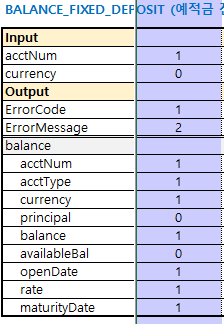 BALANCE_FIXED_DEPOSIT (예적금
Input
acctNum 1
currency 0
Output
ErrorCode 1
ErrorMessage 2
balance
acctNum 1
acctType 1
currency 1
principal 0
balance 1
availableBal 0
openDate 1
rate 1
maturityDate 1